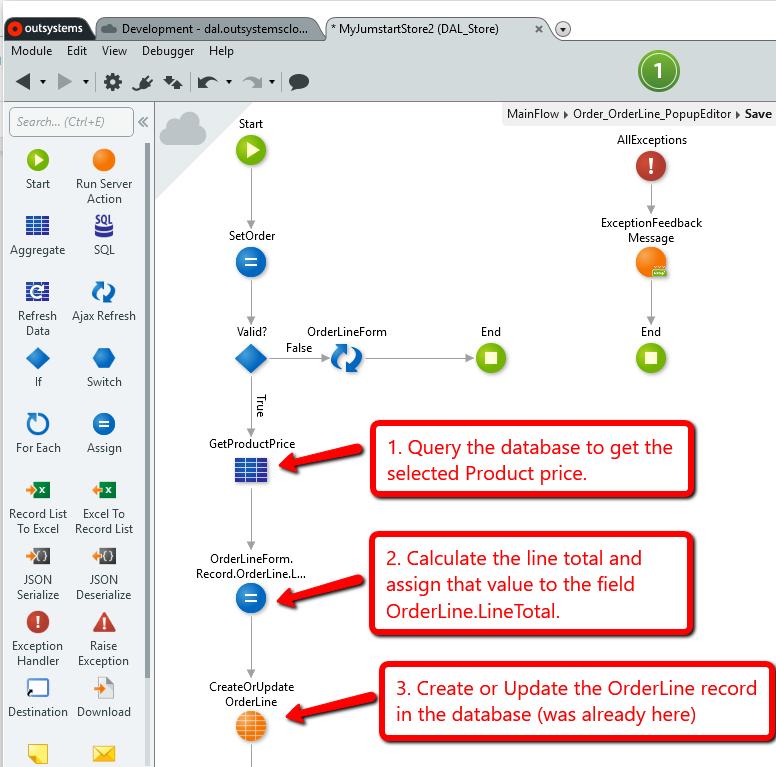 outsystems
Development - dal.outsystemsclo...
* MyJumstartStore2 (DAL_Store)
Module Edit View Debugger Help
1
Search... (Ctrl+E)
MainFlow Order_OrderLine_PopupEditor Save
Start
Run Server
Action
Aggregate
SQL
SQL
Refresh
Data
Ajax Refresh
If
Switch
For Each
Assign
Record List
To Excel
Excel To
Record List
JSON
Serialize
JSON
Deserialize
Exception
Handler
Raise
Exception
Destination
Download
Start
SetOrder
Valid?
False
OrderLineForm
End
True
GetProductPrice
OrderLineForm.
Record.OrderLine.L...
CreateOrUpdate
OrderLine
AllExceptions
ExceptionFeedback
Message
End
1. Query the database to get the
selected Product price.
2. Calculate the line total and
assign that value to the field
OrderLine.LineTotal.
3. Create or Update the OrderLine record
in the database (was already here)